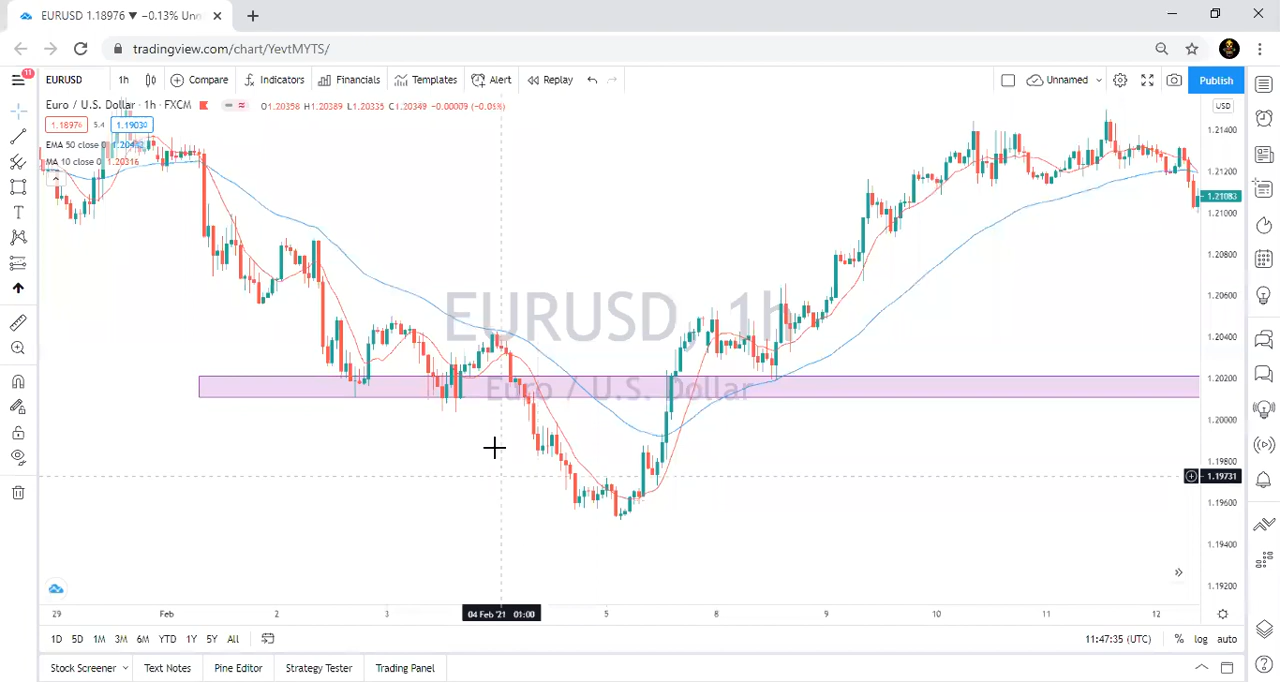 EURUSD 1.18976 ▼ −0.13% Unn
tradingview.com/chart/YevtMYTS/
11
EURUSD 1h Compare Indicators Financials Templates Alert Replay Unnamed Publish
Euro / U.S. Dollar · 1h · FXCM O1.20358 H1.20389 L1.20335 C1.20349 −0.00009 (−0.01%)
USD
1.18976 5.4 1.19030
EMA 50 close 0
MA 10 close 0 1.20316
EURUSD, 1h
Euro / U.S. Dollar
1.21400
1.21200
1.21083
1.21000
1.20800
1.20600
1.20400
1.20200
1.20000
1.19800
1.19731
1.19600
1.19400
1.19200
29 Feb 2 3 04 Feb '21 01:00 5 8 9 10 11 12
1D 5D 1M 3M 6M YTD 1Y 5Y All 11:47:35 (UTC) % log auto
Stock Screener Text Notes Pine Editor Strategy Tester Trading Panel